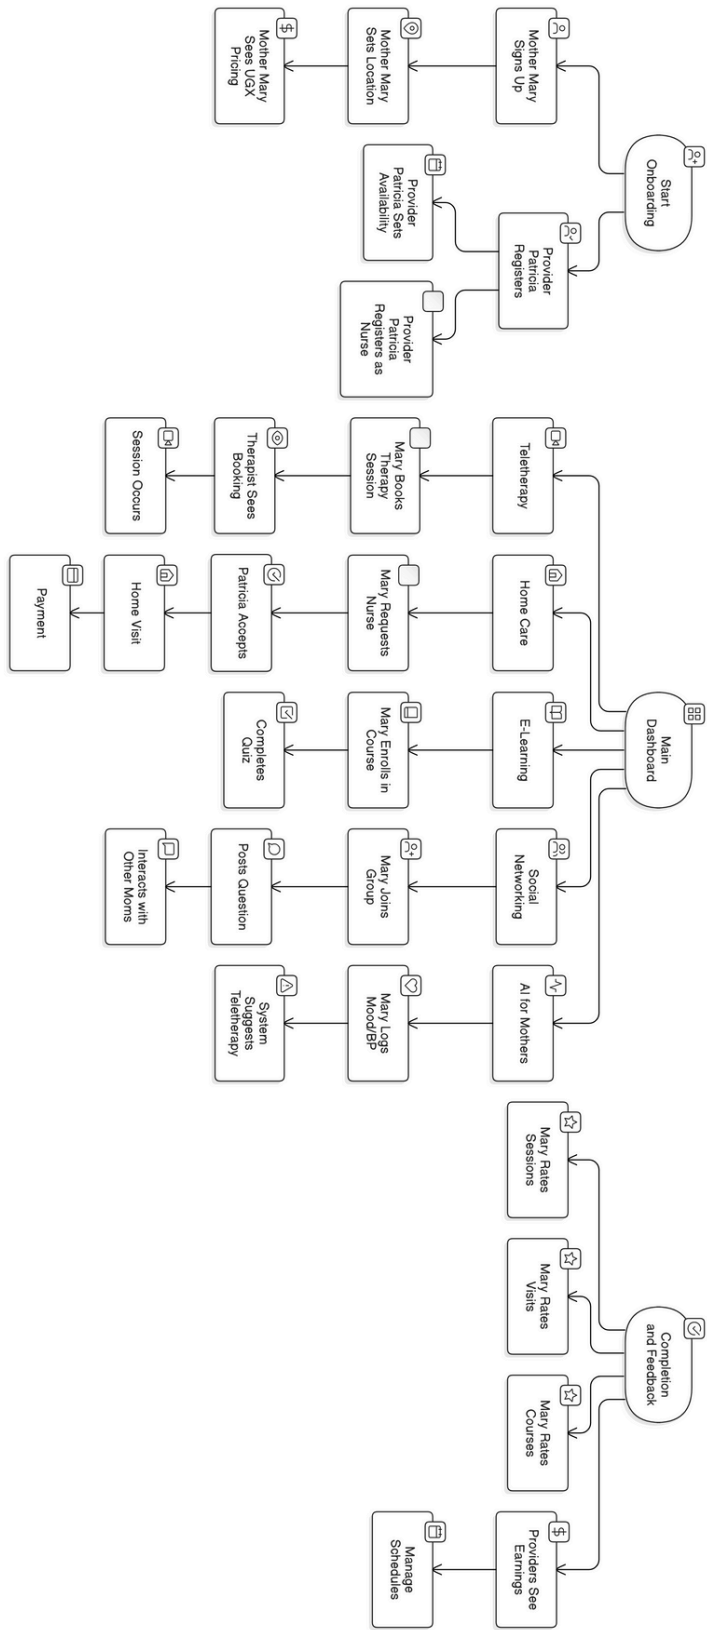 Start
Onboarding
Mother Mary
Signs Up
Mother Mary
Sets Location
Mother Mary
Sees UGX
Pricing
Provider
Patricia
Registers
Provider
Patricia Sets
Availability
Provider
Patricia
Registers as
Nurse
Main
Dashboard
Teletherapy
Mary Books
Therapy
Session
Therapist Sees
Booking
Session Occurs
Home Care
Mary Requests
Nurse
Patricia Accepts
Home Visit
Payment
E-Learning
Mary Enrolls in
Course
Completes
Quiz
Social
Networking
Mary Joins
Group
Posts Question
Interacts with
Other Moms
AI for Mothers
Mary Logs
Mood/BP
System
Suggests
Teletherapy
Completion
and Feedback
Mary Rates
Sessions
Mary Rates
Visits
Mary Rates
Courses
Providers See
Earnings
Manage
Schedules